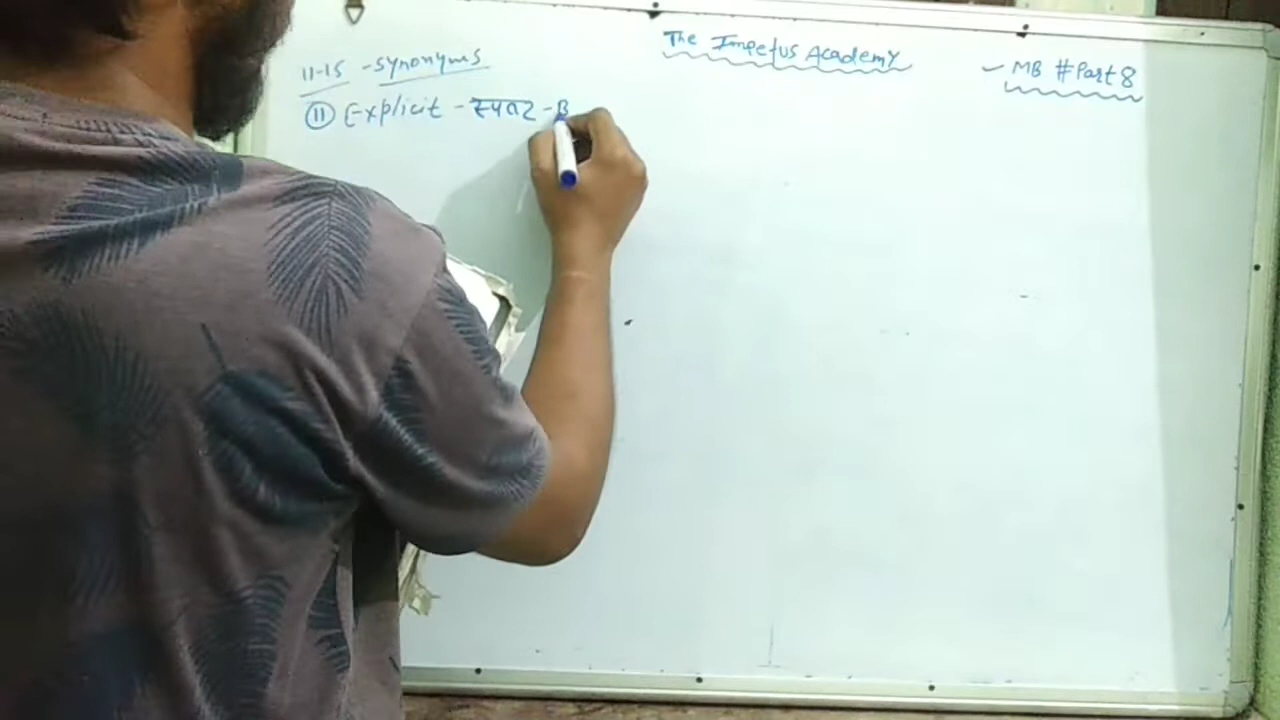 The Impetus Academy
MB # Part 8
11-15 - Synonyms
11 Explicit - स्पष्ट - B